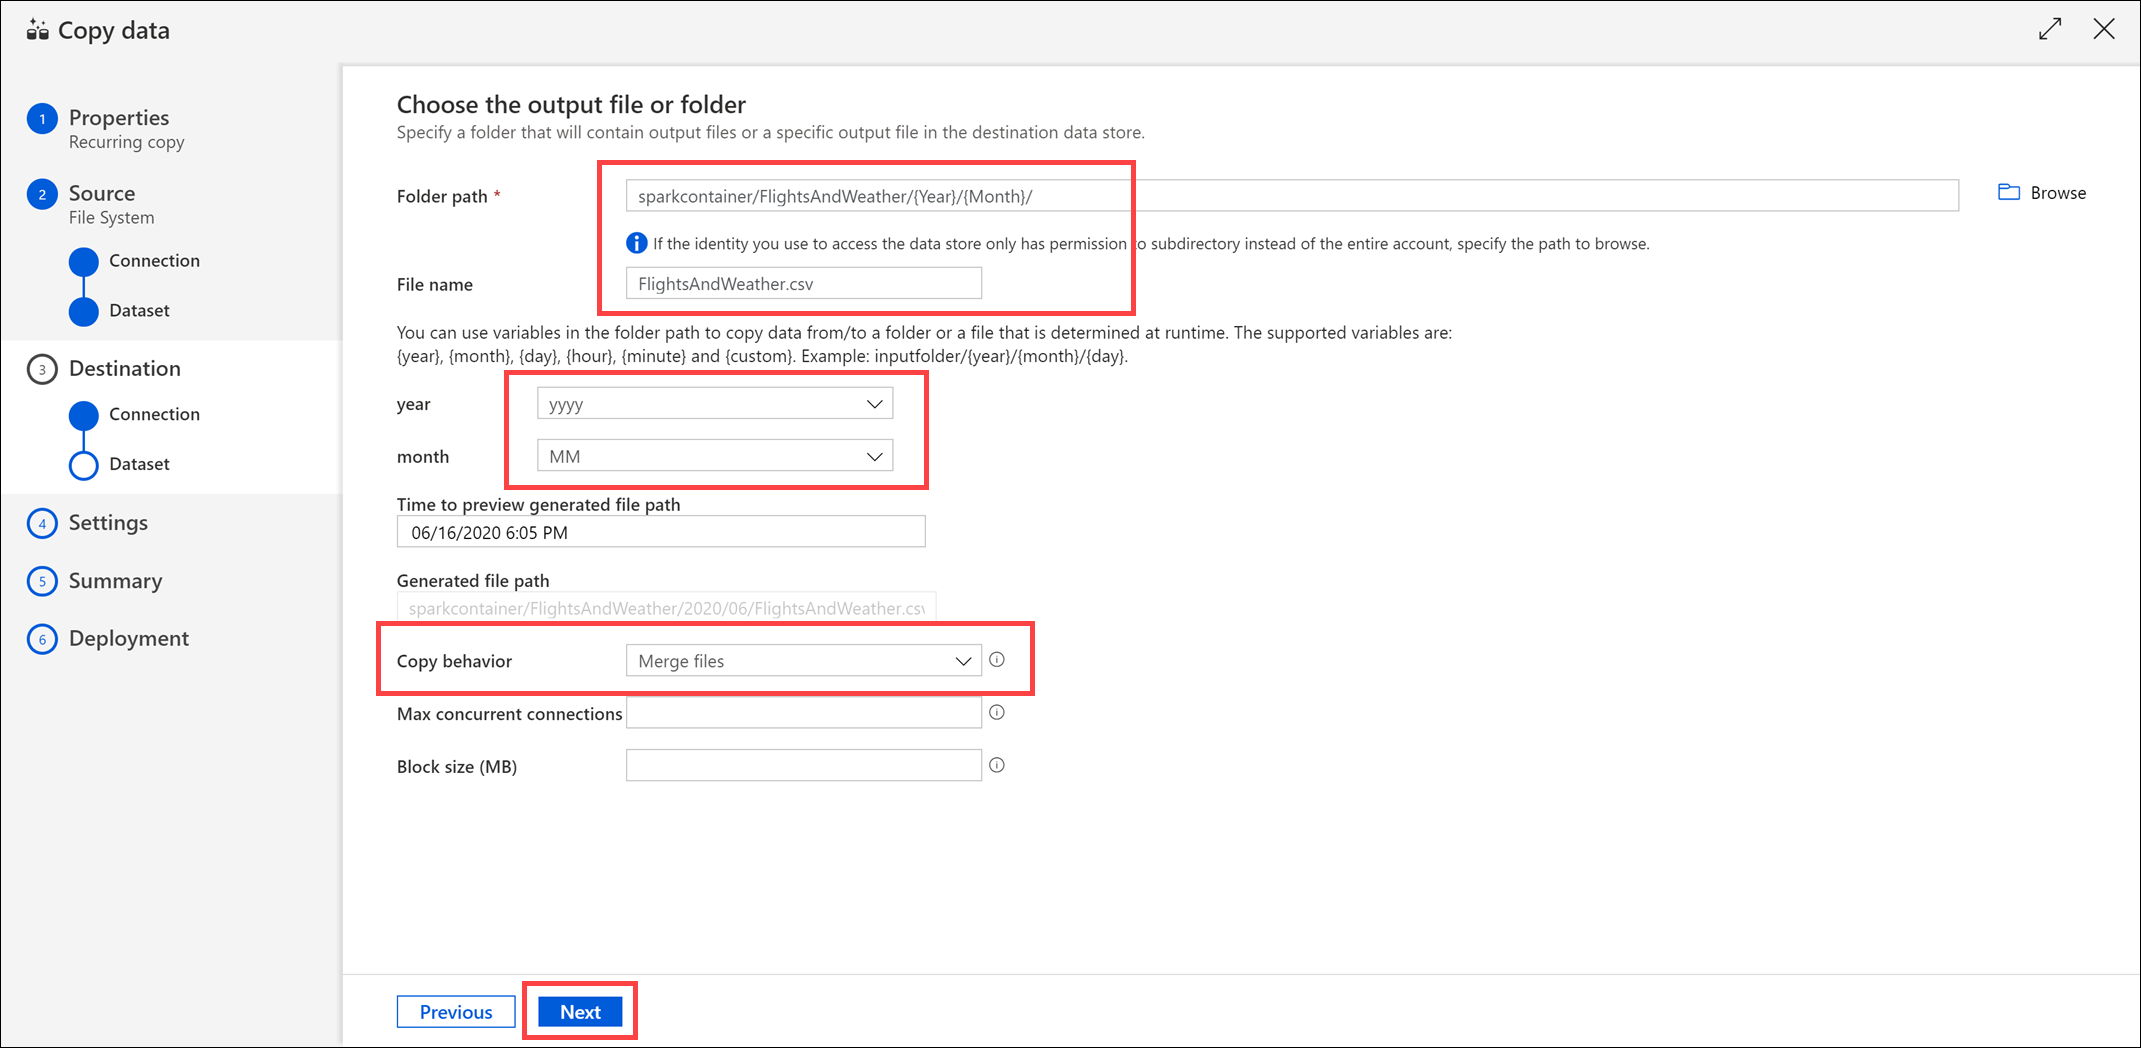 Copy data
1 Properties
Recurring copy
2 Source
File System
Connection
Dataset
3 Destination
Connection
Dataset
4 Settings
5 Summary
6 Deployment
Choose the output file or folder
Specify a folder that will contain output files or a specific output file in the destination data store.
Folder path * sparkcontainer/FlightsAndWeather/{Year}/{Month}/ Browse
If the identity you use to access the data store only has permission to subdirectory instead of the entire account, specify the path to browse.
File name FlightsAndWeather.csv
You can use variables in the folder path to copy data from/to a folder or a file that is determined at runtime. The supported variables are:
{year}, {month}, {day}, {hour}, {minute} and {custom}. Example: inputfolder/{year}/{month}/{day}.
year yyyy
month MM
Time to preview generated file path
06/16/2020 6:05 PM
Generated file path
sparkcontainer/FlightsAndWeather/2020/06/FlightsAndWeather.csv
Copy behavior Merge files
Max concurrent connections
Block size (MB)
Previous Next